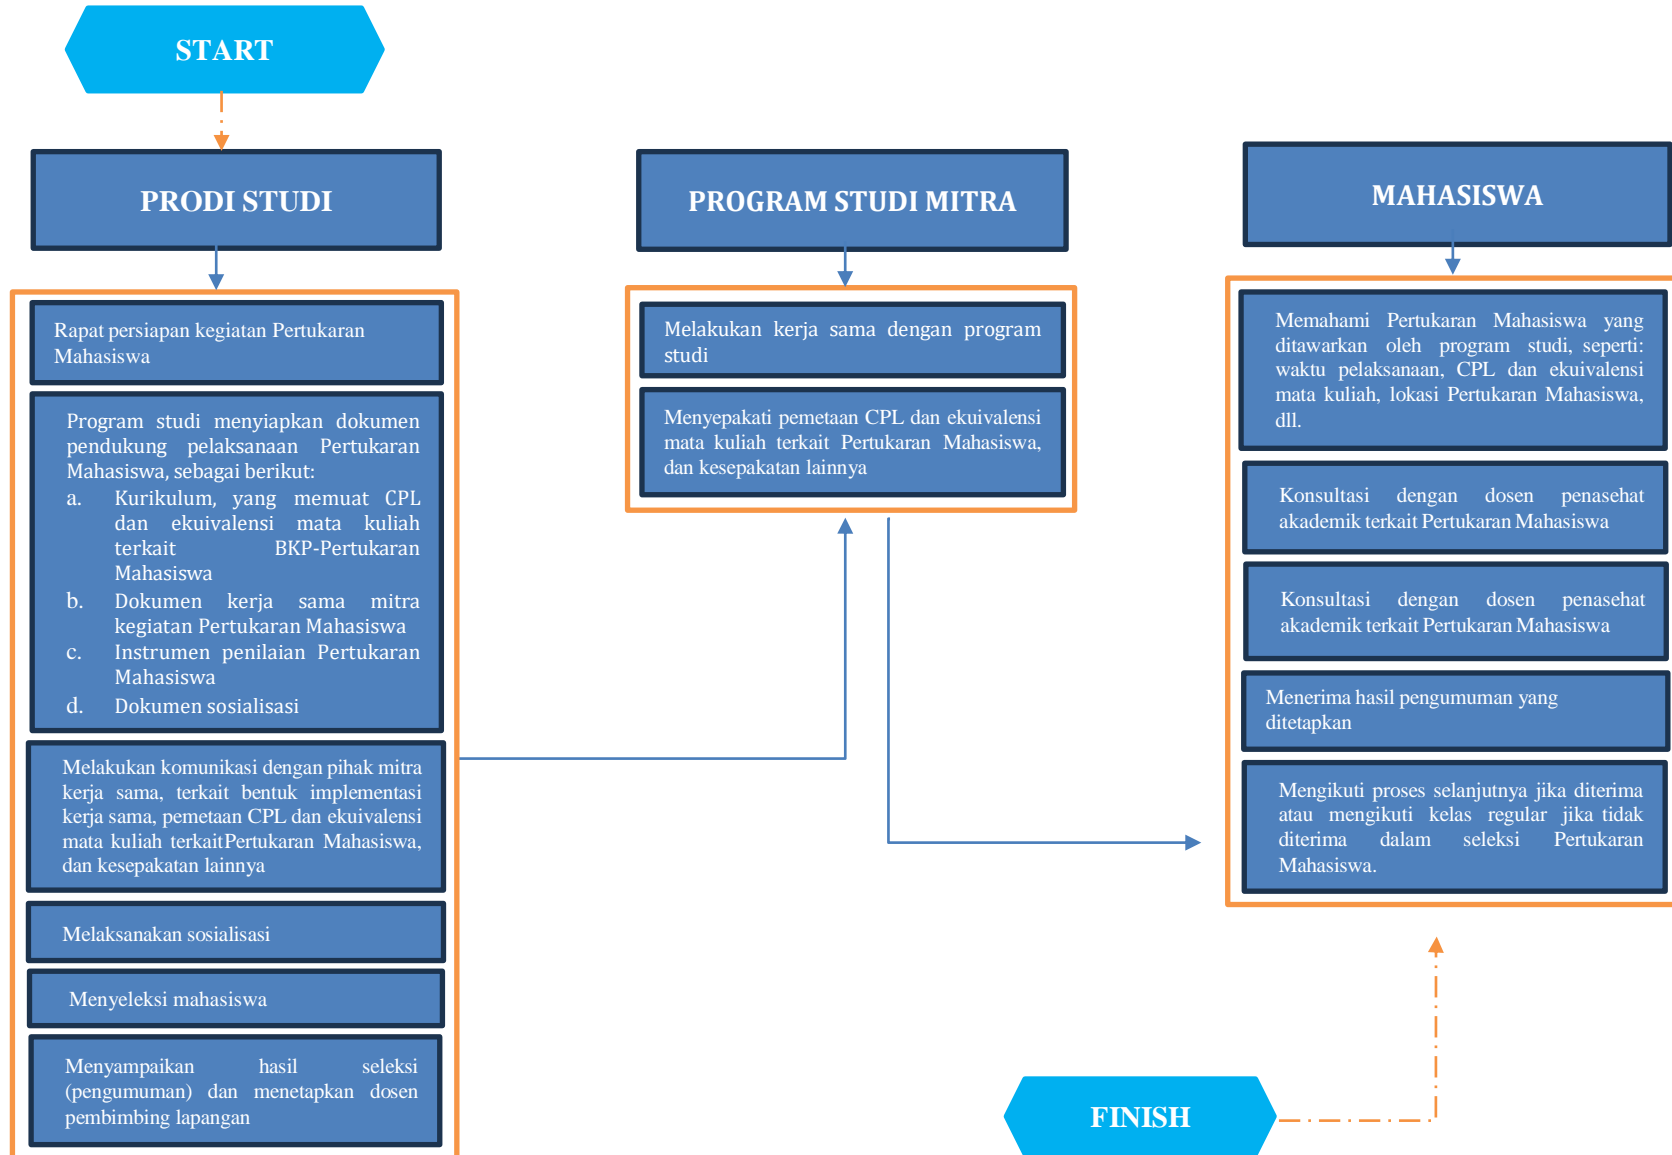 START
PRODI STUDI
Rapat persiapan kegiatan Pertukaran
Mahasiswa
Program studi menyiapkan dokumen
pendukung pelaksanaan Pertukaran
Mahasiswa, sebagai berikut:
a. Kurikulum, yang memuat CPL
dan ekuivalensi mata kuliah
terkait BKP-Pertukaran
Mahasiswa
b. Dokumen kerja sama mitra
kegiatan Pertukaran Mahasiswa
c. Instrumen penilaian Pertukaran
Mahasiswa
d. Dokumen sosialisasi
Melakukan komunikasi dengan pihak mitra
kerja sama, terkait bentuk implementasi
kerja sama, pemetaan CPL dan ekuivalensi
mata kuliah terkaitPertukaran Mahasiswa,
dan kesepakatan lainnya
Melaksanakan sosialisasi
Menyeleksi mahasiswa
Menyampaikan hasil seleksi
(pengumuman) dan menetapkan dosen
pembimbing lapangan
PROGRAM STUDI MITRA
Melakukan kerja sama dengan program
studi
Menyepakati pemetaan CPL dan ekuivalensi
mata kuliah terkait Pertukaran Mahasiswa,
dan kesepakatan lainnya
MAHASISWA
Memahami Pertukaran Mahasiswa yang
ditawarkan oleh program studi, seperti:
waktu pelaksanaan, CPL dan ekuivalensi
mata kuliah, lokasi Pertukaran Mahasiswa,
dll.
Konsultasi dengan dosen penasehat
akademik terkait Pertukaran Mahasiswa
Konsultasi dengan dosen penasehat
akademik terkait Pertukaran Mahasiswa
Menerima hasil pengumuman yang
ditetapkan
Mengikuti proses selanjutnya jika diterima
atau mengikuti kelas regular jika tidak
diterima dalam seleksi Pertukaran
Mahasiswa.
FINISH